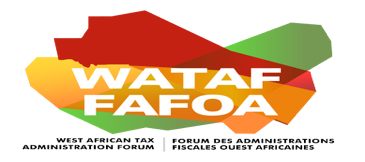 WATAF
FAFOA
WEST AFRICAN TAX
ADMINISTRATION FORUM
FORUM DES ADMINISTRATIONS
FISCALES OUEST AFRICAINES